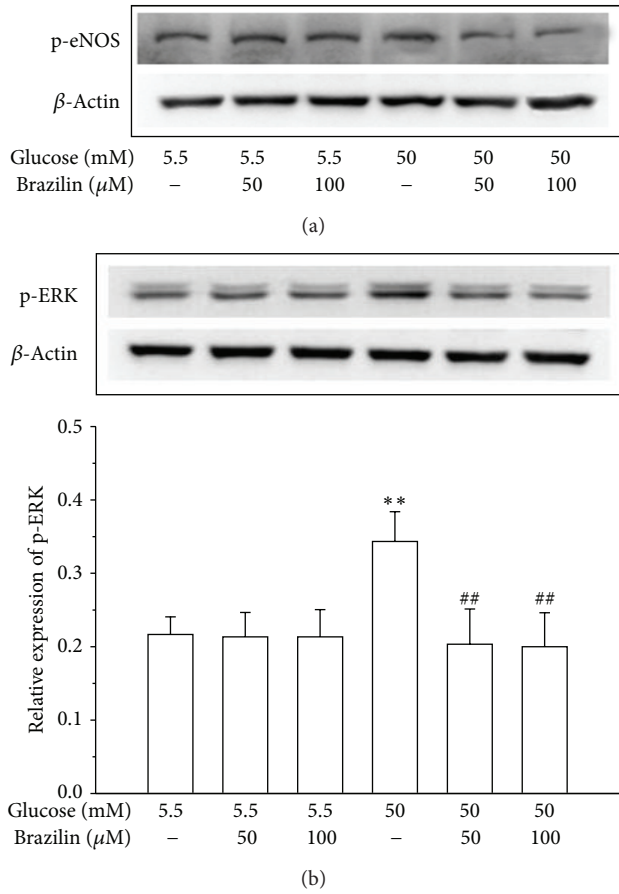 p-eNOS
β-Actin
Glucose (mM) 5.5 5.5 5.5 50 50 50
Brazilin (μM) – 50 100 – 50 100
(a)
p-ERK
β-Actin
0.5
0.4
0.3
0.2
0.1
0.0
Relative expression of p-ERK
**
##
##
Glucose (mM) 5.5 5.5 5.5 50 50 50
Brazilin (μM) – 50 100 – 50 100
(b)